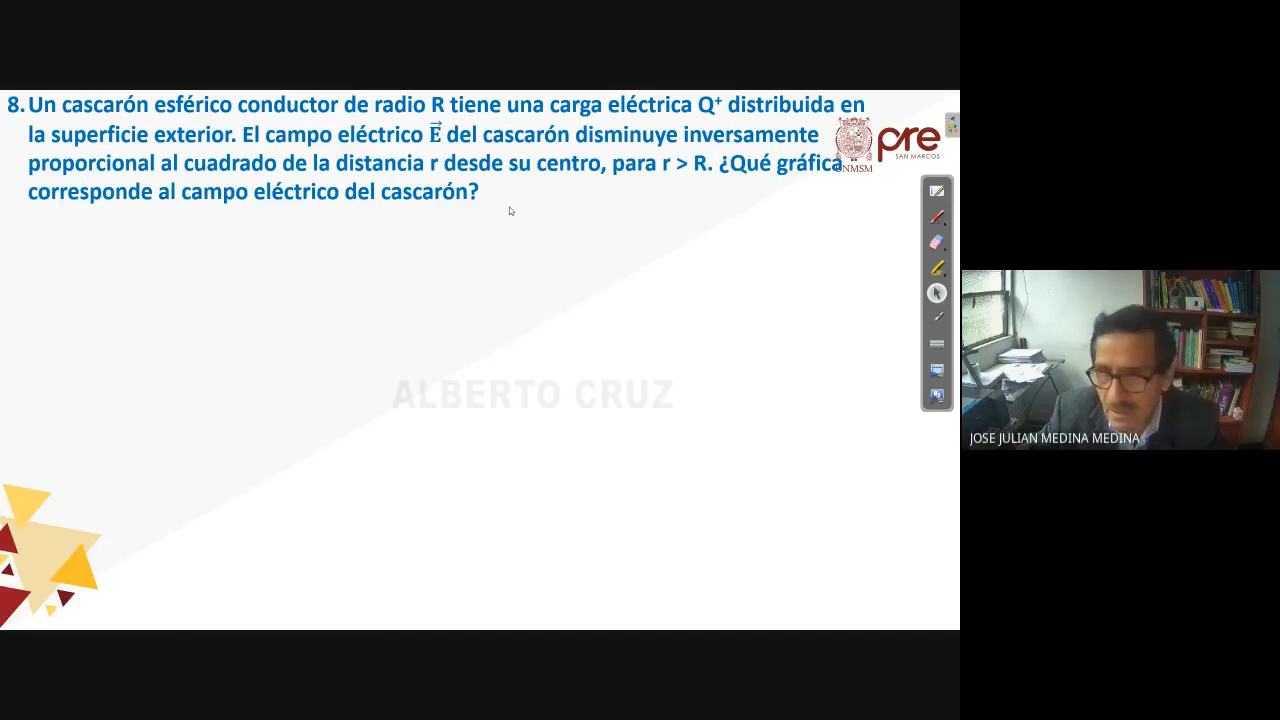 8. Un cascarón esférico conductor de radio R tiene una carga eléctrica Q⁺ distribuida en
la superficie exterior. El campo eléctrico E⃗ del cascarón disminuye inversamente
proporcional al cuadrado de la distancia r desde su centro, para r > R. ¿Qué gráfica
corresponde al campo eléctrico del cascarón?
pre
SAN MARCOS
UNMSM
ALBERTO CRUZ
JOSE JULIAN MEDINA MEDINA